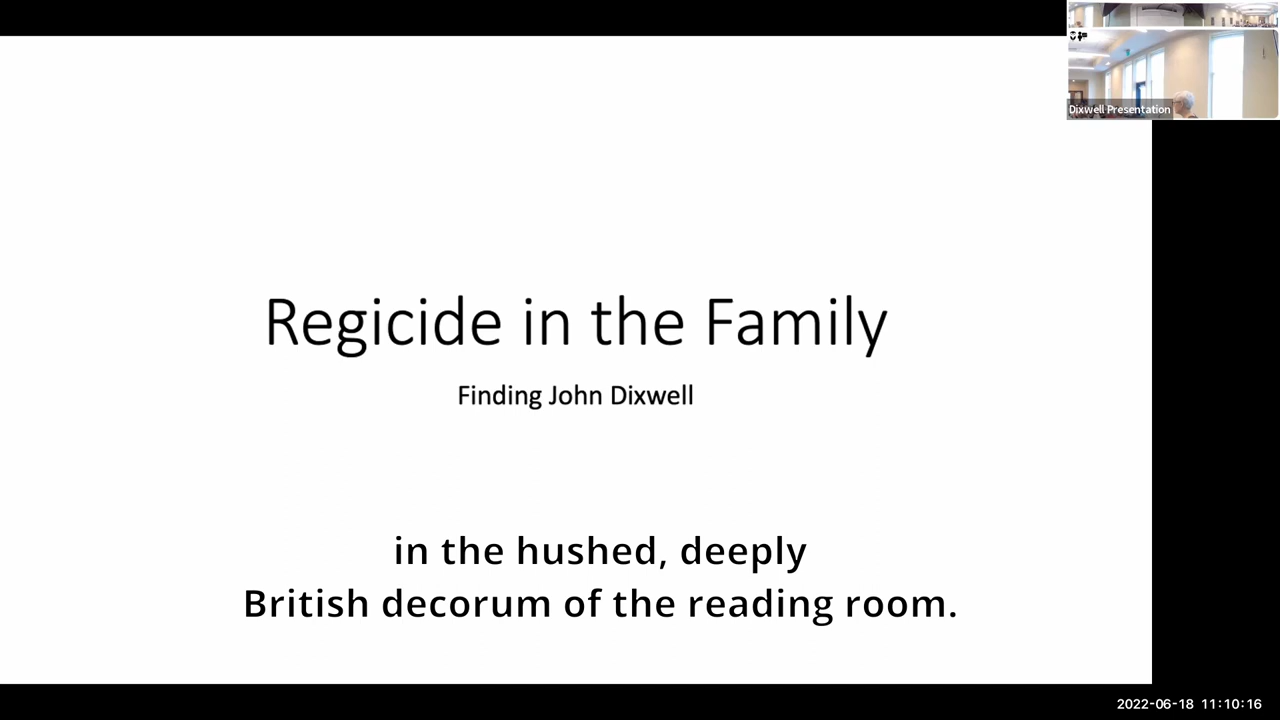 Dixwell Presentation
Regicide in the Family
Finding John Dixwell
in the hushed, deeply
British decorum of the reading room.
2022-06-18 11:10:16